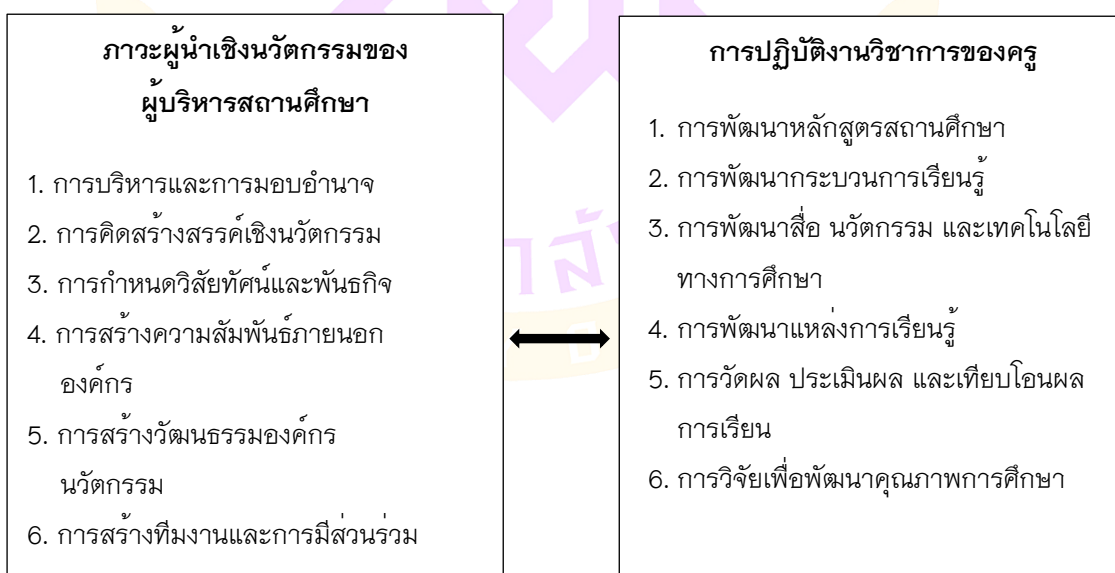 ภาวะผู้นำเชิงนวัตกรรมของ
ผู้บริหารสถานศึกษา
1. การบริหารและการมอบอำนาจ
2. การคิดสร้างสรรค์เชิงนวัตกรรม
3. การกำหนดวิสัยทัศน์และพันธกิจ
4. การสร้างความสัมพันธ์ภายนอก
องค์กร
5. การสร้างวัฒนธรรมองค์กร
นวัตกรรม
6. การสร้างทีมงานและการมีส่วนร่วม
การปฏิบัติงานวิชาการของครู
1. การพัฒนาหลักสูตรสถานศึกษา
2. การพัฒนากระบวนการเรียนรู้
3. การพัฒนาสื่อ นวัตกรรม และเทคโนโลยี
ทางการศึกษา
4. การพัฒนาแหล่งการเรียนรู้
5. การวัดผล ประเมินผล และเทียบโอนผล
การเรียน
6. การวิจัยเพื่อพัฒนาคุณภาพการศึกษา